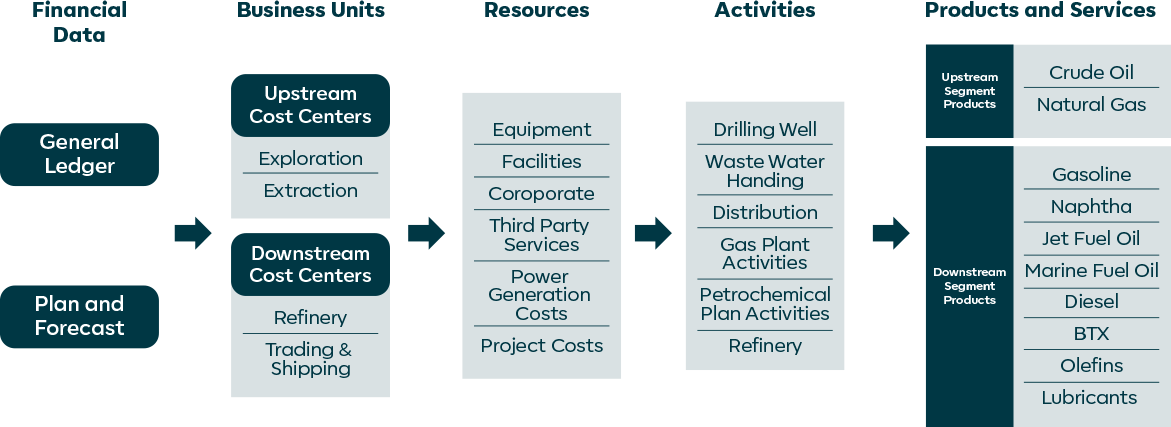 Financial
Data
General
Ledger
Plan and
Forecast
Business Units
Upstream
Cost Centers
Exploration
Extraction
Downstream
Cost Centers
Refinery
Trading &
Shipping
Resources
Equipment
Facilities
Coroporate
Third Party
Services
Power
Generation
Costs
Project Costs
Activities
Drilling Well
Waste Water
Handing
Distribution
Gas Plant
Activities
Petrochemical
Plan Activities
Refinery
Products and Services
Upstream
Segment
Products
Crude Oil
Natural Gas
Downstream
Segment
Products
Gasoline
Naphtha
Jet Fuel Oil
Marine Fuel Oil
Diesel
BTX
Olefins
Lubricants